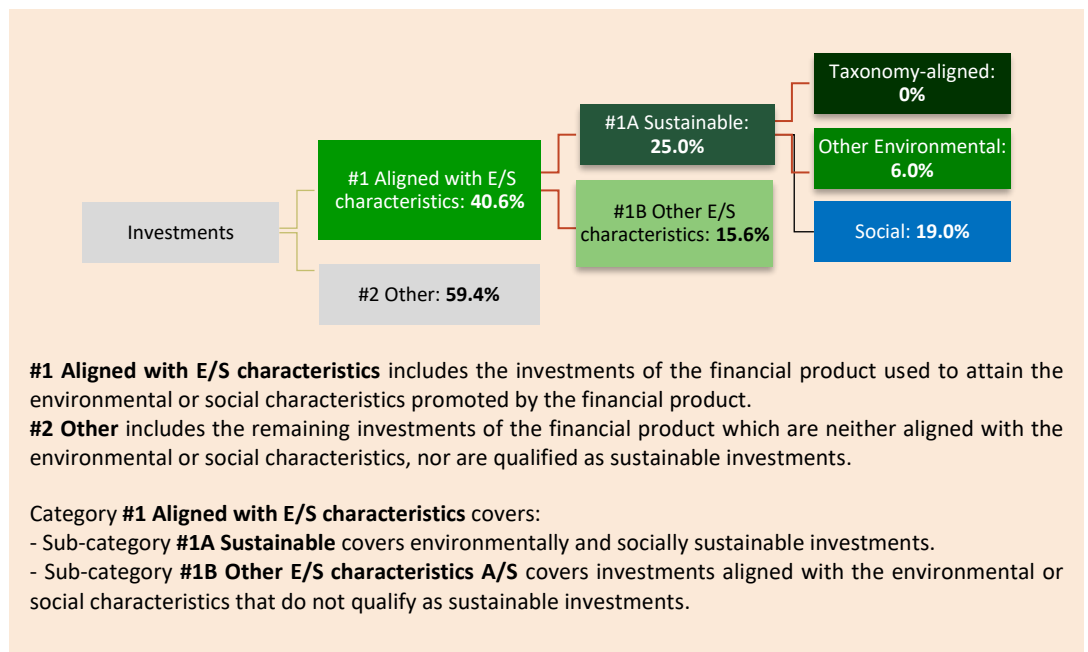 Taxonomy-aligned:
0%
#1A Sustainable:
25.0%
Other Environmental:
6.0%
#1 Aligned with E/S
characteristics: 40.6%
#1B Other E/S
characteristics: 15.6%
Investments
Social: 19.0%
#2 Other: 59.4%
#1 Aligned with E/S characteristics includes the investments of the financial product used to attain the
environmental or social characteristics promoted by the financial product.
#2 Other includes the remaining investments of the financial product which are neither aligned with the
environmental or social characteristics, nor are qualified as sustainable investments.
Category #1 Aligned with E/S characteristics covers:
- Sub-category #1A Sustainable covers environmentally and socially sustainable investments.
- Sub-category #1B Other E/S characteristics A/S covers investments aligned with the environmental or
social characteristics that do not qualify as sustainable investments.